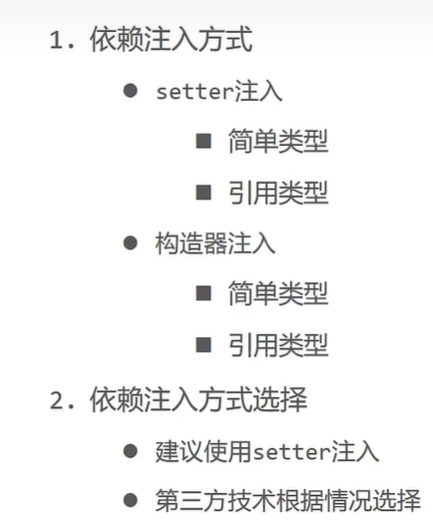 1. 依赖注入方式
● setter注入
■ 简单类型
■ 引用类型
● 构造器注入
■ 简单类型
■ 引用类型
2. 依赖注入方式选择
● 建议使用setter注入
● 第三方技术根据情况选择